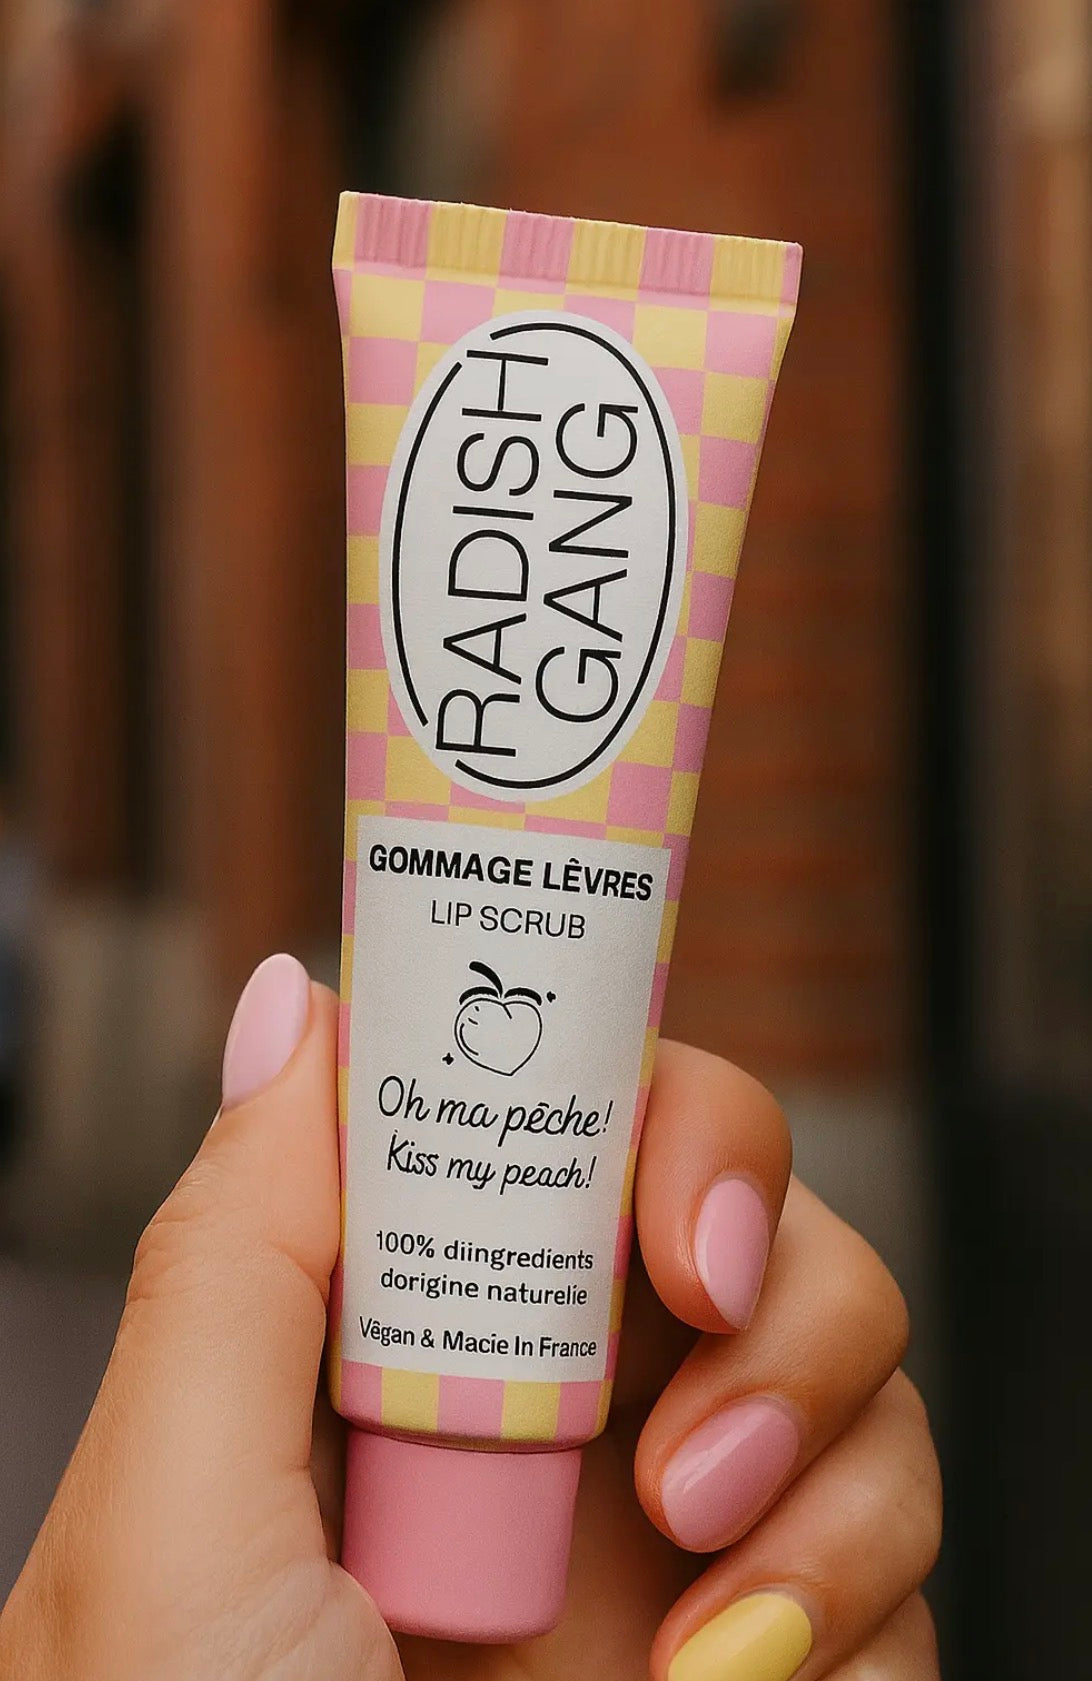 RADISH
GANG
GOMMAGE LÊVRES
LIP SCRUB
Oh ma pēche!
Kiss my peach!
100% diingredients
dorigine naturelie
Vêgan & Macie In France